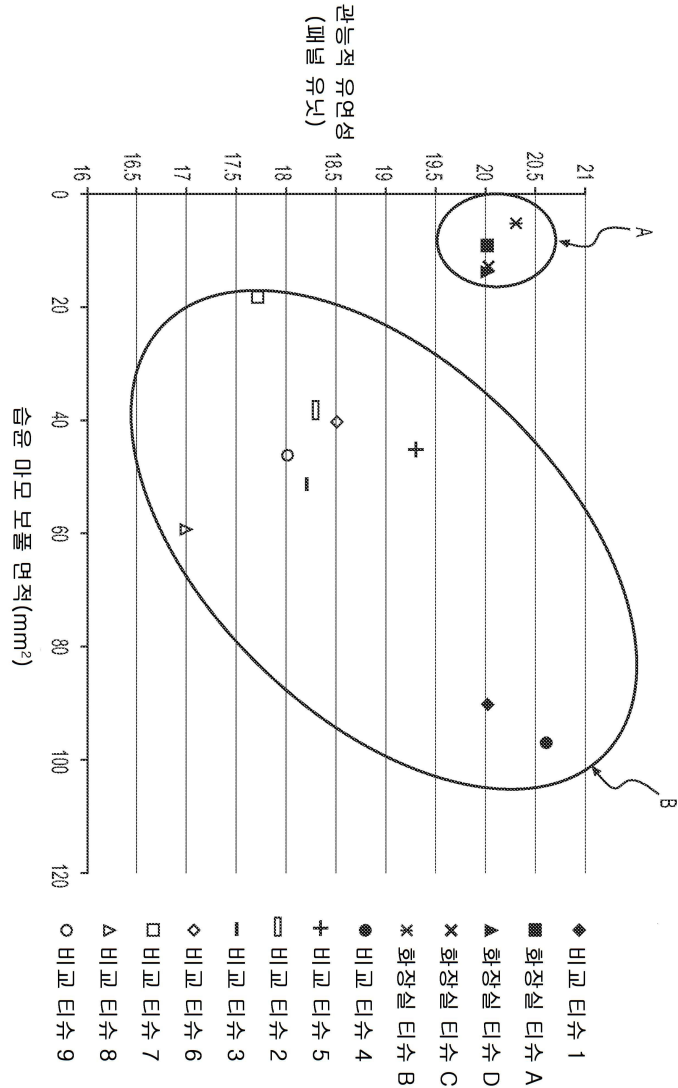 관능적 유연성
(패널 유닛)
21
20.5
20
19.5
19
18.5
18
17.5
17
16.5
16
0
20
40
60
80
100
120
습윤 마모 보풀 면적(mm²)
A
B
◆ 비교 티슈 1
■ 화장실 티슈 A
▲ 화장실 티슈 D
× 화장실 티슈 C
* 화장실 티슈 B
● 비교 티슈 4
+ 비교 티슈 5
▭ 비교 티슈 2
- 비교 티슈 3
◇ 비교 티슈 6
□ 비교 티슈 7
△ 비교 티슈 8
○ 비교 티슈 9